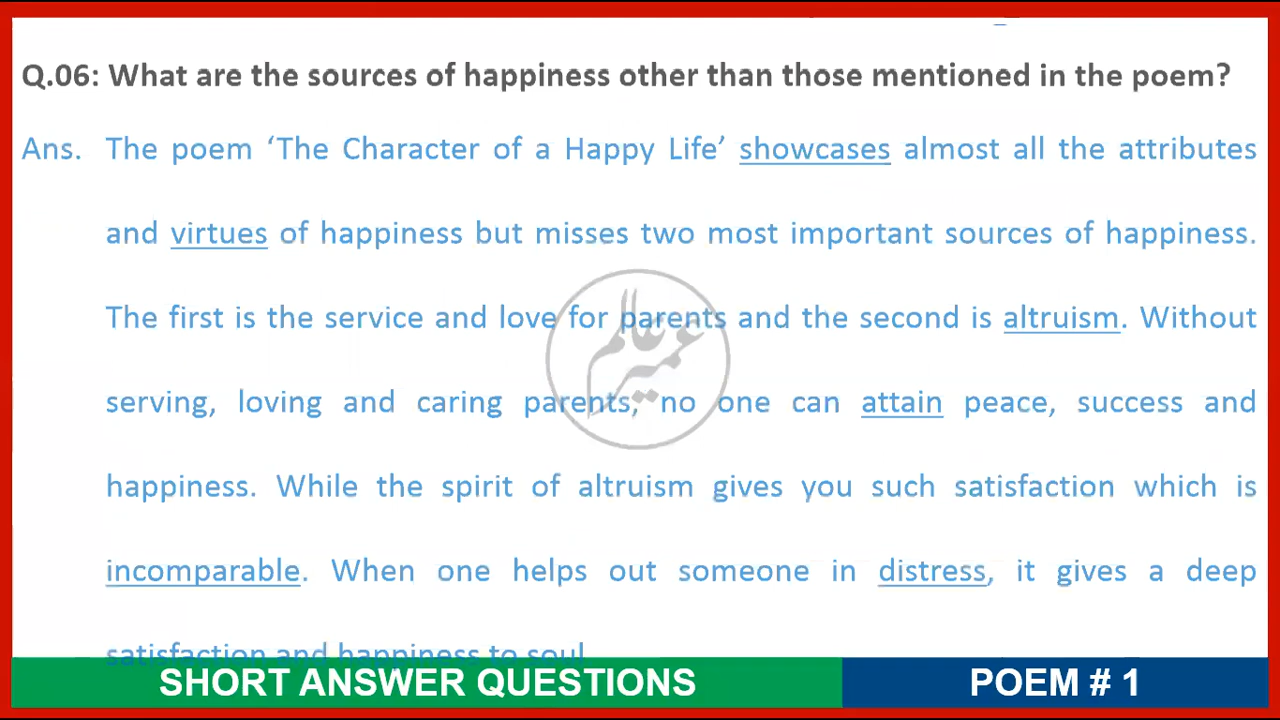 Q.06: What are the sources of happiness other than those mentioned in the poem?
Ans. The poem ‘The Character of a Happy Life’ showcases almost all the attributes
and virtues of happiness but misses two most important sources of happiness.
The first is the service and love for parents and the second is altruism. Without
serving, loving and caring parents, no one can attain peace, success and
happiness. While the spirit of altruism gives you such satisfaction which is
incomparable. When one helps out someone in distress, it gives a deep
satisfaction and happiness to soul
عمیر عالم
SHORT ANSWER QUESTIONS
POEM # 1